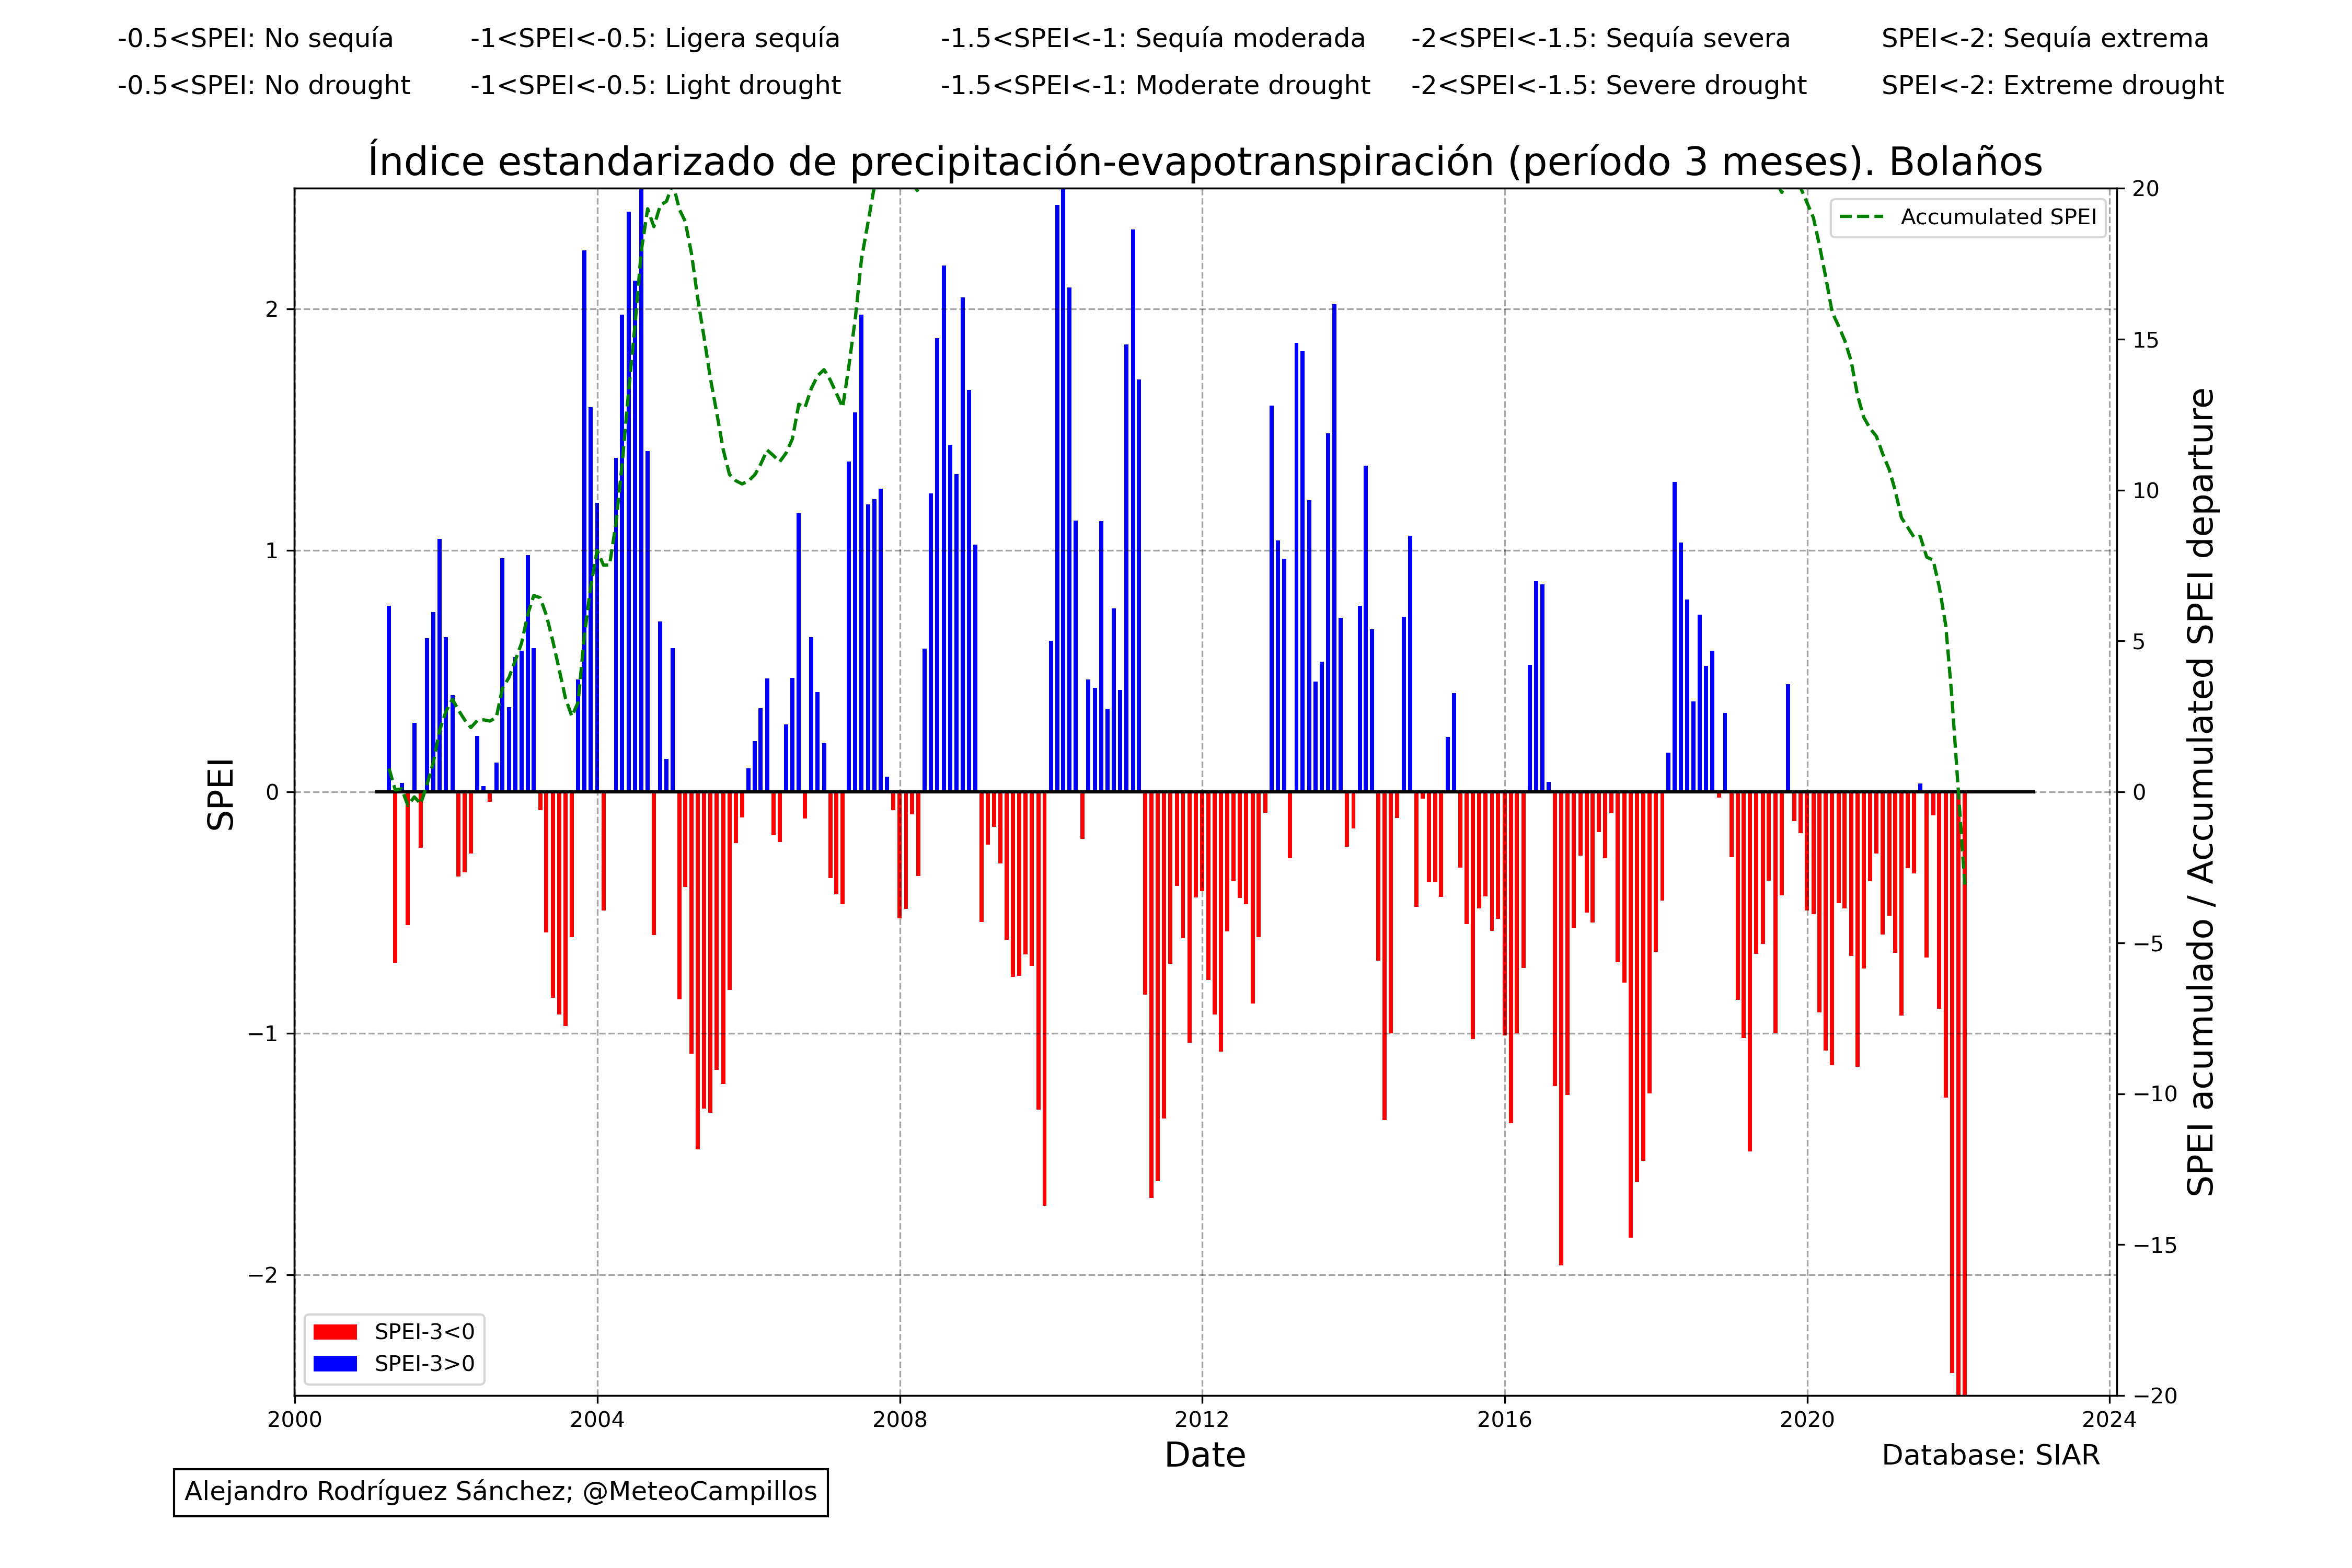 -0.5<SPEI: No sequía -1<SPEI<-0.5: Ligera sequía -1.5<SPEI<-1: Sequía moderada -2<SPEI<-1.5: Sequía severa SPEI<-2: Sequía extrema
-0.5<SPEI: No drought -1<SPEI<-0.5: Light drought -1.5<SPEI<-1: Moderate drought -2<SPEI<-1.5: Severe drought SPEI<-2: Extreme drought
Índice estandarizado de precipitación-evapotranspiración (período 3 meses). Bolaños
Accumulated SPEI
SPEI
2
1
0
−1
−2
20
15
10
5
0
−5
−10
−15
−20
SPEI acumulado / Accumulated SPEI departure
SPEI-3<0
SPEI-3>0
2000 2004 2008 2012 2016 2020 2024
Date
Database: SIAR
Alejandro Rodríguez Sánchez; @MeteoCampillos